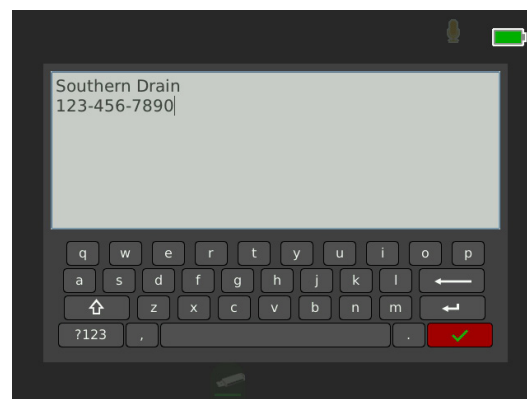 Southern Drain
123-456-7890
q w e r t y u i o p
a s d f g h j k l
z x c v b n m
?123 , .